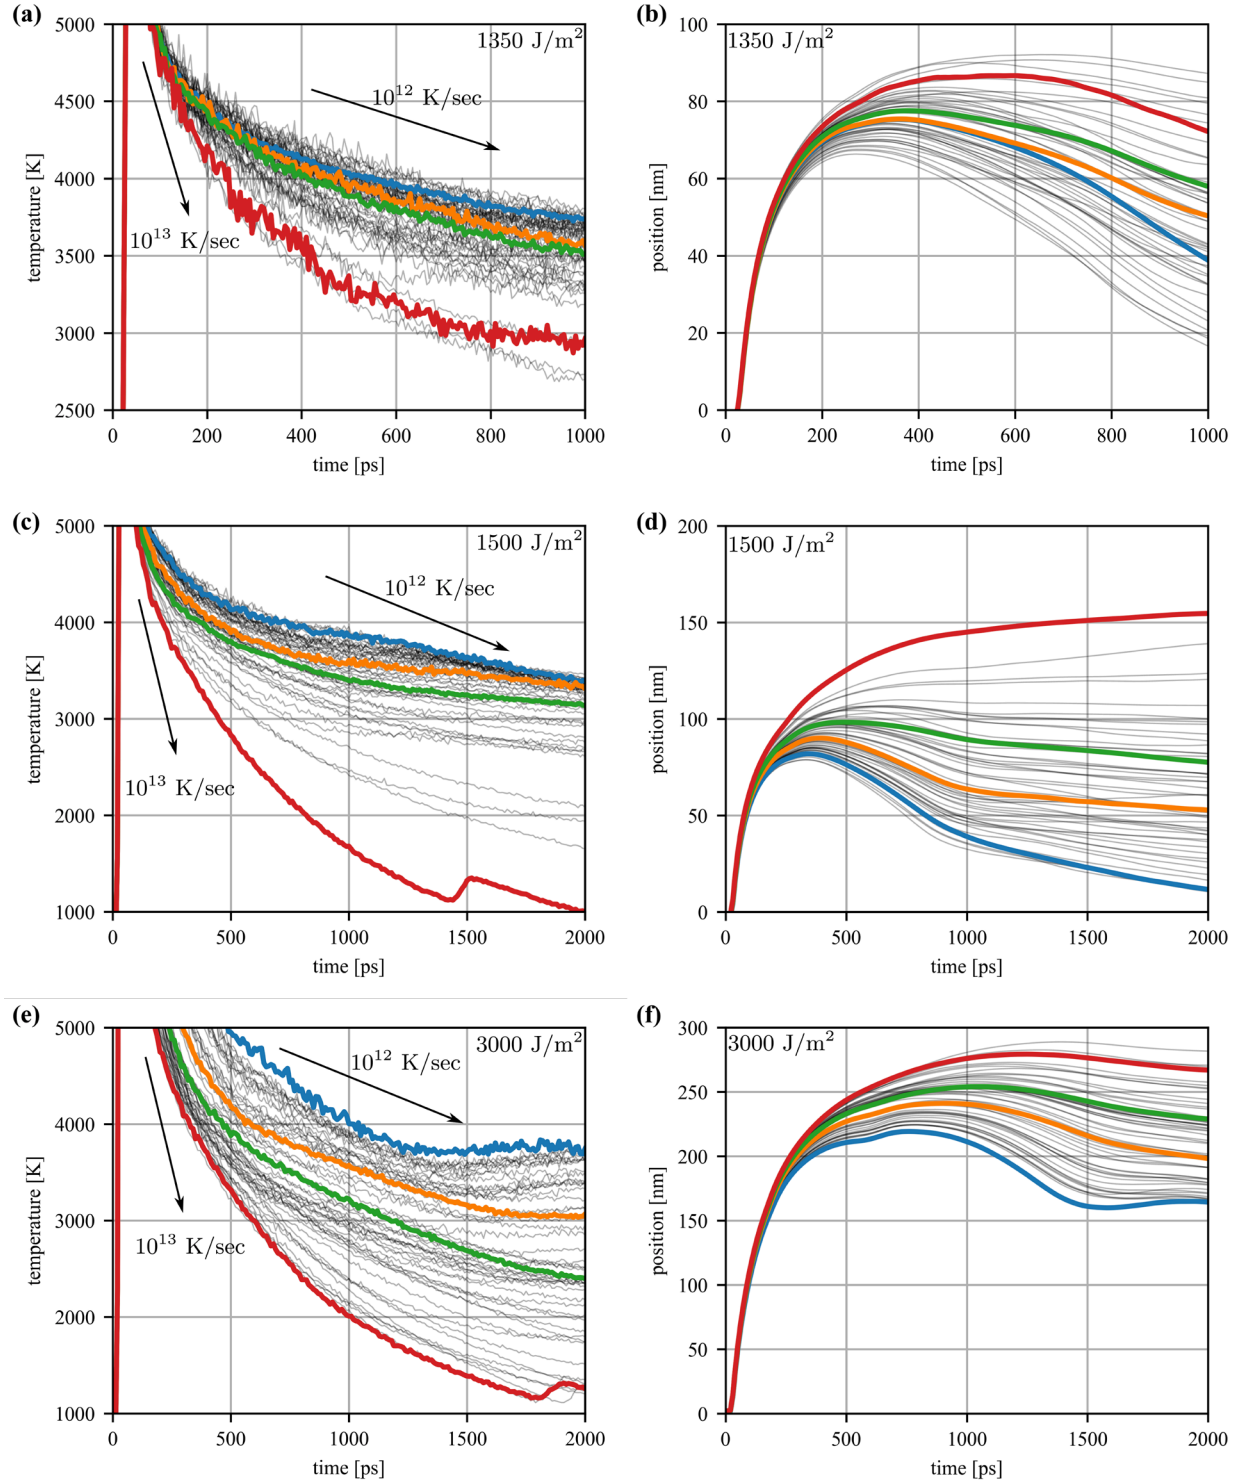 (a)
5000
4500
4000
3500
3000
2500
temperature [K]
1350 J/m²
10¹² K/sec
10¹³ K/sec
0 200 400 600 800 1000
time [ps]
(b)
100
80
60
40
20
0
position [nm]
1350 J/m²
0 200 400 600 800 1000
time [ps]
(c)
5000
4000
3000
2000
1000
temperature [K]
1500 J/m²
10¹² K/sec
10¹³ K/sec
0 500 1000 1500 2000
time [ps]
(d)
200
150
100
50
0
position [nm]
1500 J/m²
0 500 1000 1500 2000
time [ps]
(e)
5000
4000
3000
2000
1000
temperature [K]
3000 J/m²
10¹² K/sec
10¹³ K/sec
0 500 1000 1500 2000
time [ps]
(f)
300
250
200
150
100
50
0
position [nm]
3000 J/m²
0 500 1000 1500 2000
time [ps]